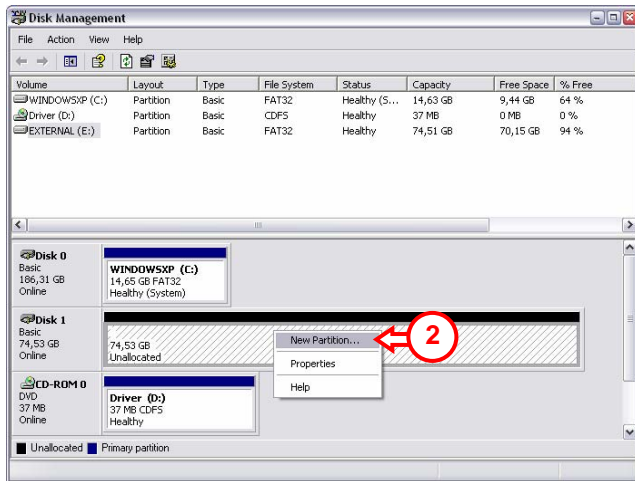 Disk Management
File Action View Help
Volume Layout Type File System Status Capacity Free Space % Free
WINDOWSXP (C:) Partition Basic FAT32 Healthy (S... 14,63 GB 9,44 GB 64 %
Driver (D:) Partition Basic CDFS Healthy 37 MB 0 MB 0 %
EXTERNAL (E:) Partition Basic FAT32 Healthy 74,51 GB 70,15 GB 94 %
Disk 0
Basic
186,31 GB
Online
WINDOWSXP (C:)
14,65 GB FAT32
Healthy (System)
Disk 1
Basic
74,53 GB
Online
74,53 GB
Unallocated
New Partition...
Properties
Help
2
CD-ROM 0
DVD
37 MB
Online
Driver (D:)
37 MB CDFS
Healthy
Unallocated Primary partition